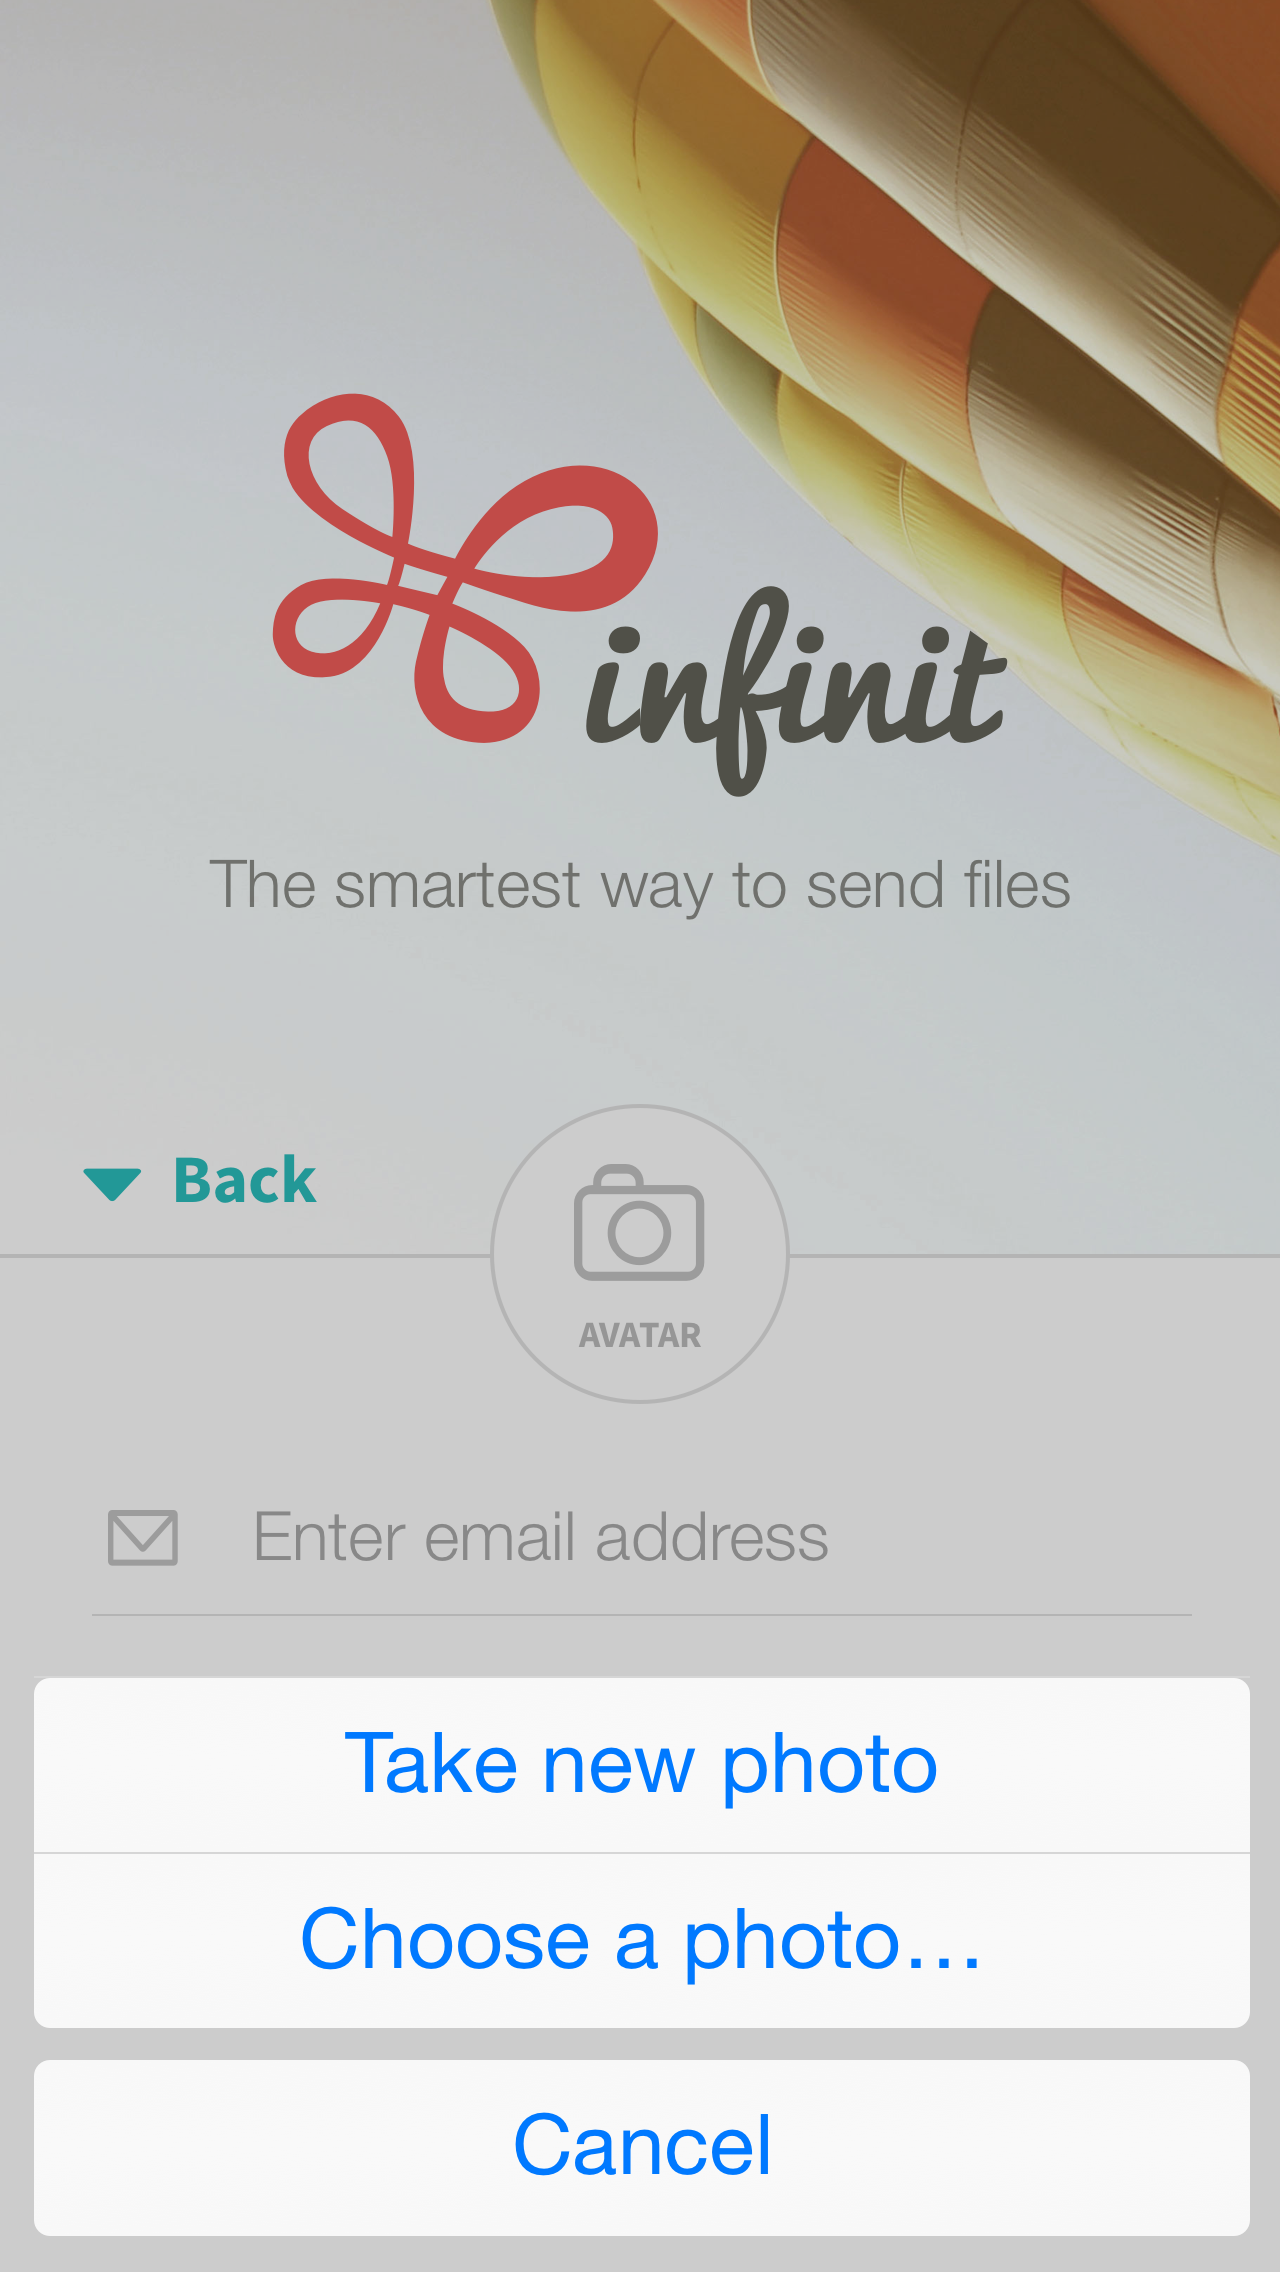 infinit
The smartest way to send files
Back
AVATAR
Enter email address
Take new photo
Choose a photo...
Cancel